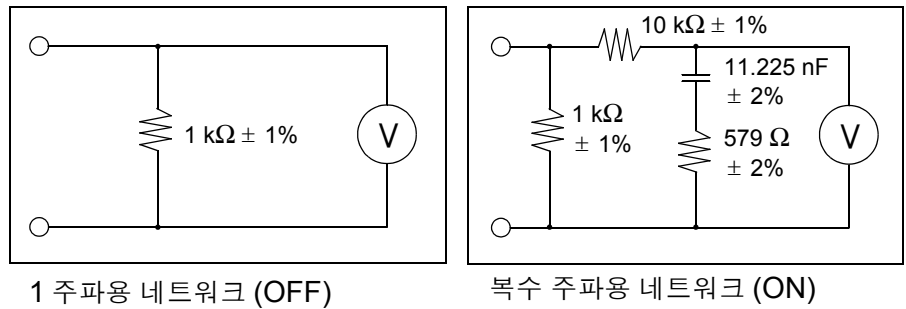 1 kΩ ± 1%
V
1 주파용 네트워크 (OFF)
10 kΩ ± 1%
11.225 nF
± 2%
1 kΩ
± 1%
579 Ω
± 2%
V
복수 주파용 네트워크 (ON)